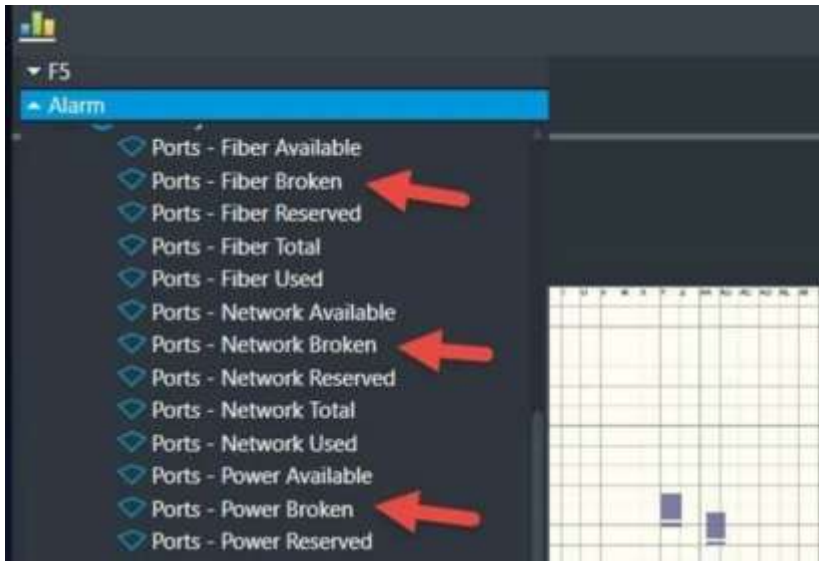 F5
Alarm
Ports - Fiber Available
Ports - Fiber Broken
Ports - Fiber Reserved
Ports - Fiber Total
Ports - Fiber Used
Ports - Network Available
Ports - Network Broken
Ports - Network Reserved
Ports - Network Total
Ports - Network Used
Ports - Power Available
Ports - Power Broken
Ports - Power Reserved